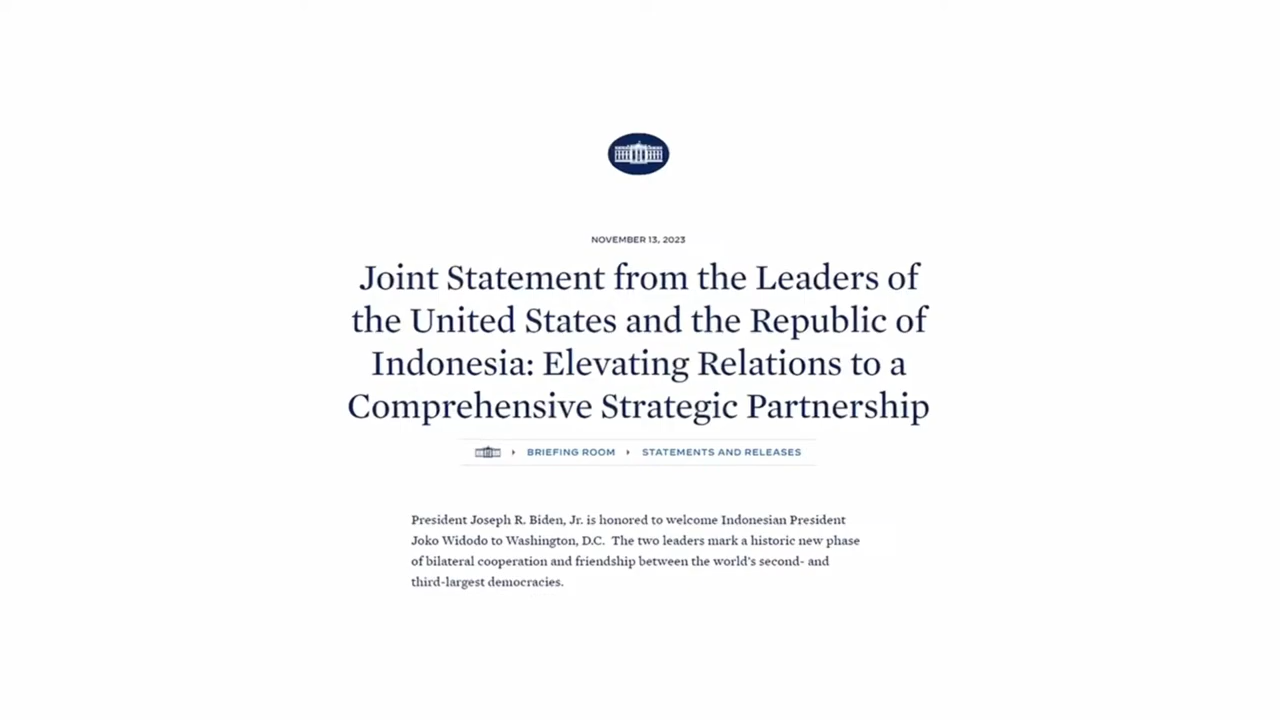 NOVEMBER 13, 2023
Joint Statement from the Leaders of
the United States and the Republic of
Indonesia: Elevating Relations to a
Comprehensive Strategic Partnership
BRIEFING ROOM STATEMENTS AND RELEASES
President Joseph R. Biden, Jr. is honored to welcome Indonesian President
Joko Widodo to Washington, D.C. The two leaders mark a historic new phase
of bilateral cooperation and friendship between the world's second- and
third-largest democracies.